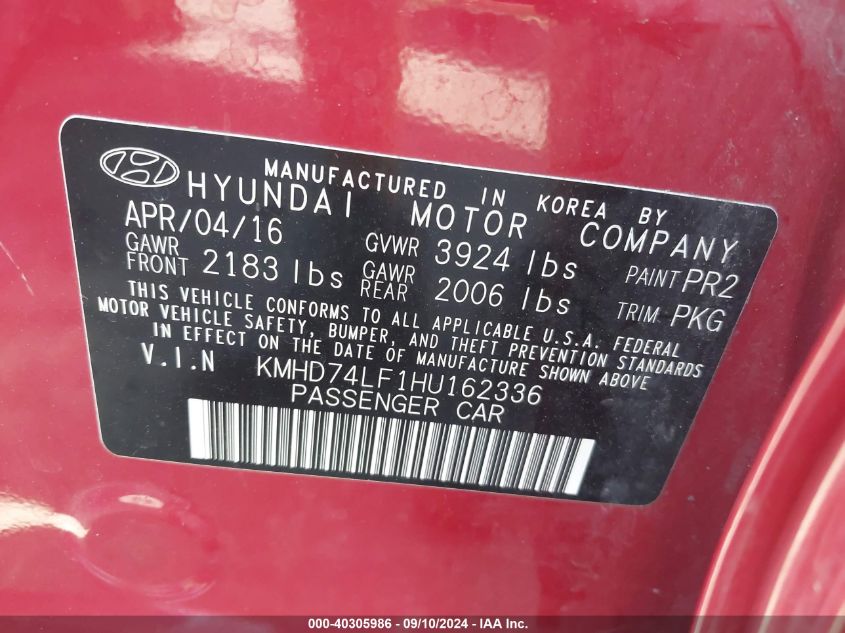 MANUFACTURED IN KOREA BY
HYUNDAI MOTOR COMPANY
APR/04/16 GVWR 3924 lbs PAINT PR2
GAWR FRONT 2183 lbs GAWR REAR 2006 lbs TRIM PKG
THIS VEHICLE CONFORMS TO ALL APPLICABLE U.S.A. FEDERAL
MOTOR VEHICLE SAFETY, BUMPER, AND THEFT PREVENTION STANDARDS
IN EFFECT ON THE DATE OF MANUFACTURE SHOWN ABOVE
V.I.N KMHD74LF1HU162336
PASSENGER CAR
000-40305986 - 09/10/2024 - IAA Inc.